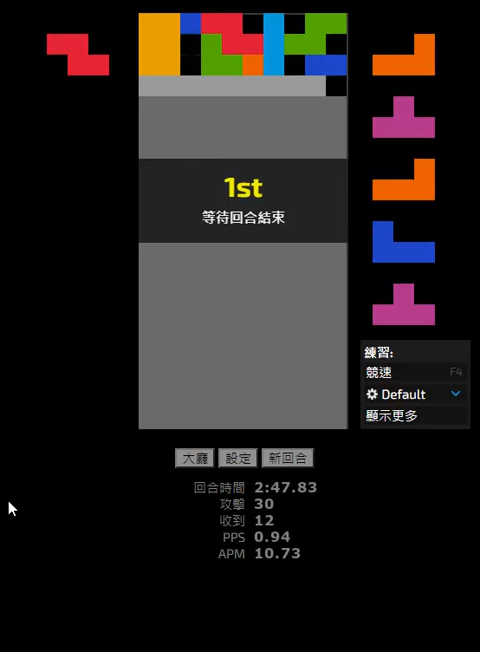 1st
等待回合結束
練習:
競速 F4
Default
顯示更多
大廳 設定 新回合
回合時間 2:47.83
攻擊 30
收到 12
PPS 0.94
APM 10.73